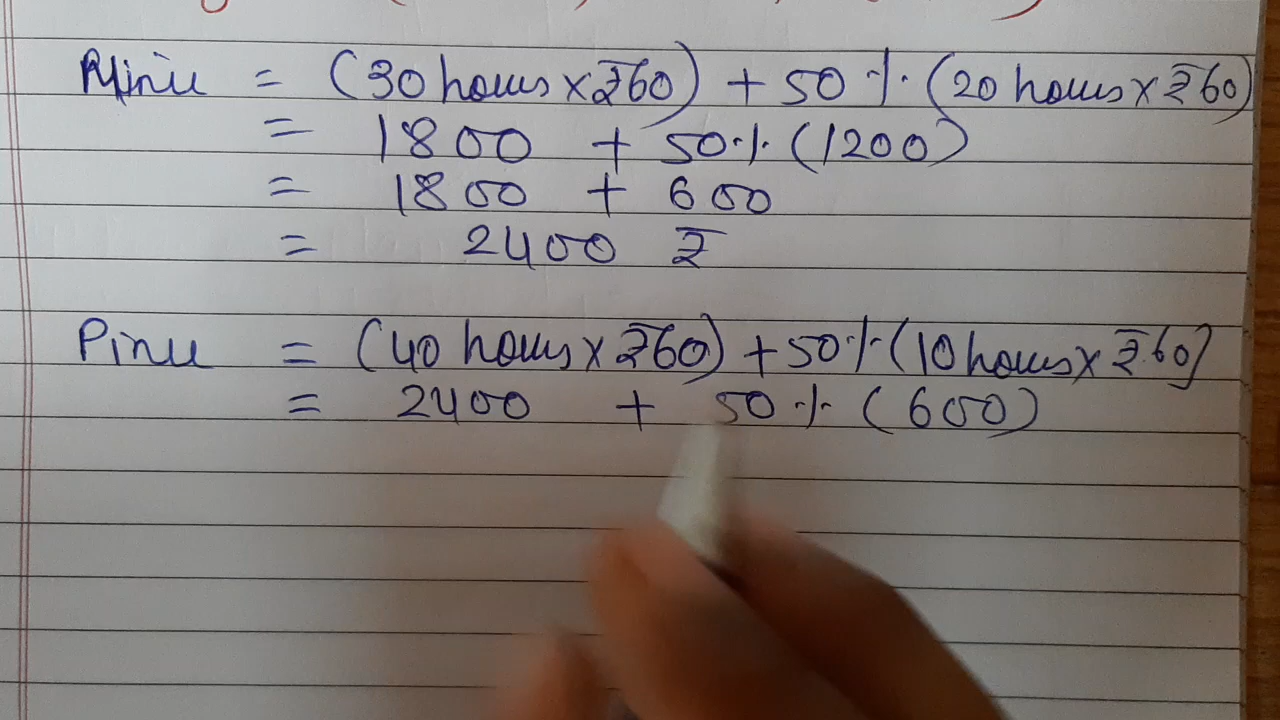 Minu = (30 hours x ₹60) + 50 % (20 hours x ₹60)
= 1800 + 50% (1200)
= 1800 + 600
= 2400 ₹
Pinu = (40 hours x ₹60) + 50% (10 hours x ₹60]
= 2400 + 50% (600)